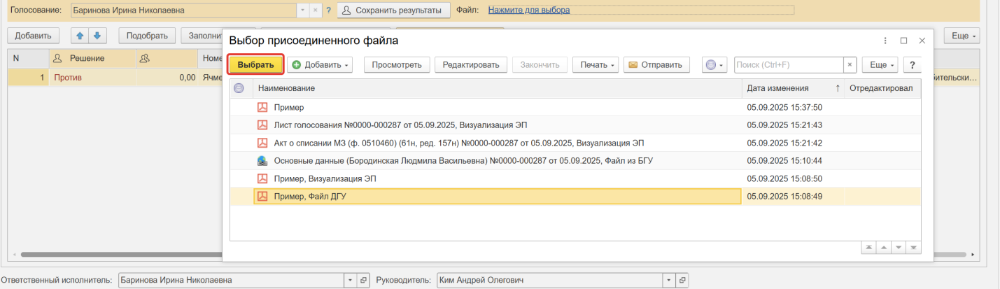 Голосование: Баринова Ирина Николаевна ? Сохранить результаты Файл: Нажмите для выбора
Добавить Подобрать Еще
Выбор присоединенного файла
Выбрать Добавить Просмотреть Редактировать Закончить Печать Отправить Поиск (Ctrl+F) × Еще ?
N Решение
1 Против 0,00
Наименование Дата изменения ↑ Отредактировал
Пример 05.09.2025 15:37:50
Лист голосования №0000-000287 от 05.09.2025, Визуализация ЭП 05.09.2025 15:21:43
Акт о списании МЗ (ф. 0510460) (61н, ред. 157н) №0000-000287 от 05.09.2025, Визуализация ЭП 05.09.2025 15:21:42
Основные данные (Бородинская Людмила Васильевна) №0000-000287 от 05.09.2025, Файл из БГУ 05.09.2025 15:10:44
Пример, Визуализация ЭП 05.09.2025 15:08:50
Пример, Файл ДГУ 05.09.2025 15:08:49
Ответственный исполнитель: Баринова Ирина Николаевна Руководитель: Ким Андрей Олегович